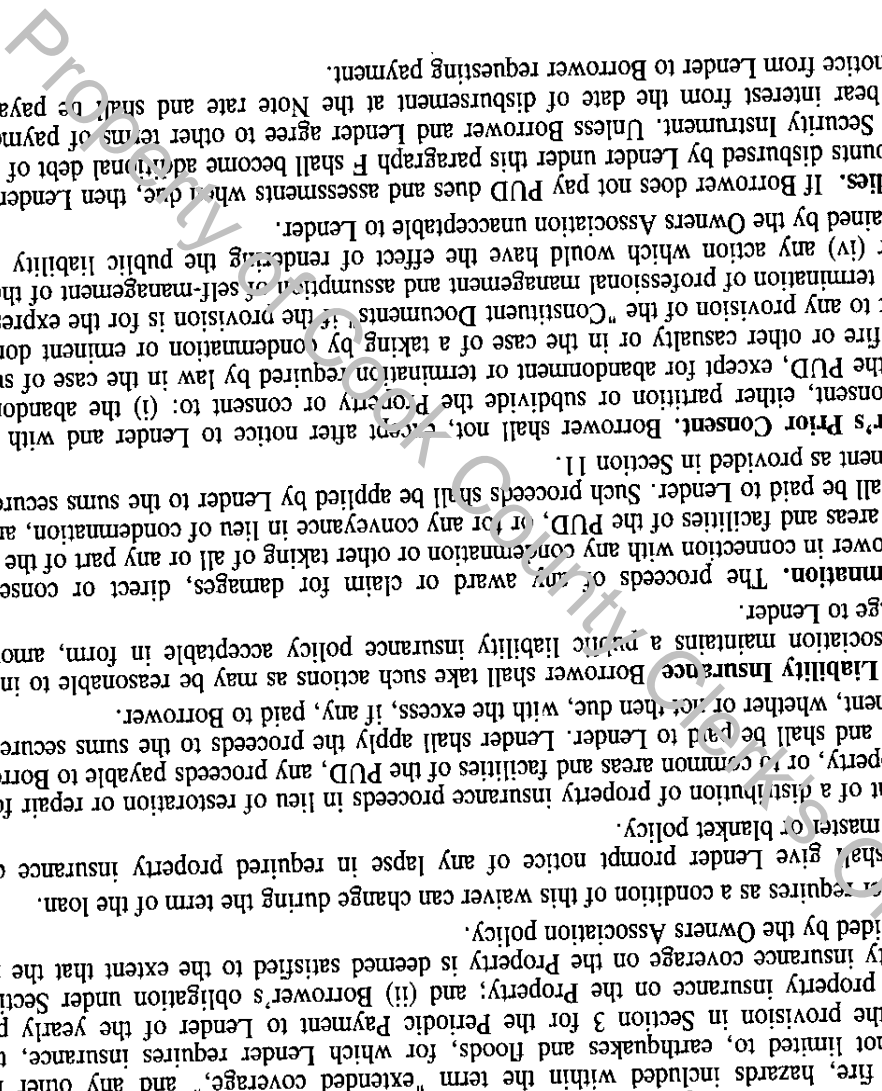 fire, hazards included within the term "extended coverage," and any other
not limited to, earthquakes and floods, for which Lender requires insurance, t
the provision in Section 3 for the Periodic Payment to Lender of the yearly p
property insurance on the Property; and (ii) Borrower's obligation under Secti
ty insurance coverage on the Property is deemed satisfied to the extent that the
ided by the Owners Association policy.
er requires as a condition of this waiver can change during the term of the loan.
shall give Lender prompt notice of any lapse in required property insurance c
master or blanket policy.
t of a distribution of property insurance proceeds in lieu of restoration or repair fo
perty, or to common areas and facilities of the PUD, any proceeds payable to Borro
and shall be paid to Lender. Lender shall apply the proceeds to the sums secure
ent, whether or not then due, with the excess, if any, paid to Borrower.
Liability Insurance Borrower shall take such actions as may be reasonable to in
sociation maintains a public liability insurance policy acceptable in form, amo
ge to Lender.
mnation. The proceeds of any award or claim for damages, direct or conse
ower in connection with any condemnation or other taking of all or any part of the
areas and facilities of the PUD, or for any conveyance in lieu of condemnation, ar
all be paid to Lender. Such proceeds shall be applied by Lender to the sums secure
nent as provided in Section 11.
r's Prior Consent. Borrower shall not, except after notice to Lender and with
onsent, either partition or subdivide the Property or consent to: (i) the abandor
the PUD, except for abandonment or termination required by law in the case of su
fire or other casualty or in the case of a taking by condemnation or eminent dom
t to any provision of the "Constituent Documents" if the provision is for the expres
termination of professional management and assumption of self-management of th
r (iv) any action which would have the effect of rendering the public liability
ained by the Owners Association unacceptable to Lender.
lies. If Borrower does not pay PUD dues and assessments when due, then Lender
ounts disbursed by Lender under this paragraph F shall become additional debt of
Security Instrument. Unless Borrower and Lender agree to other terms of payme
bear interest from the date of disbursement at the Note rate and shall be paya
notice from Lender to Borrower requesting payment.
Property of Cook County Clerk's O